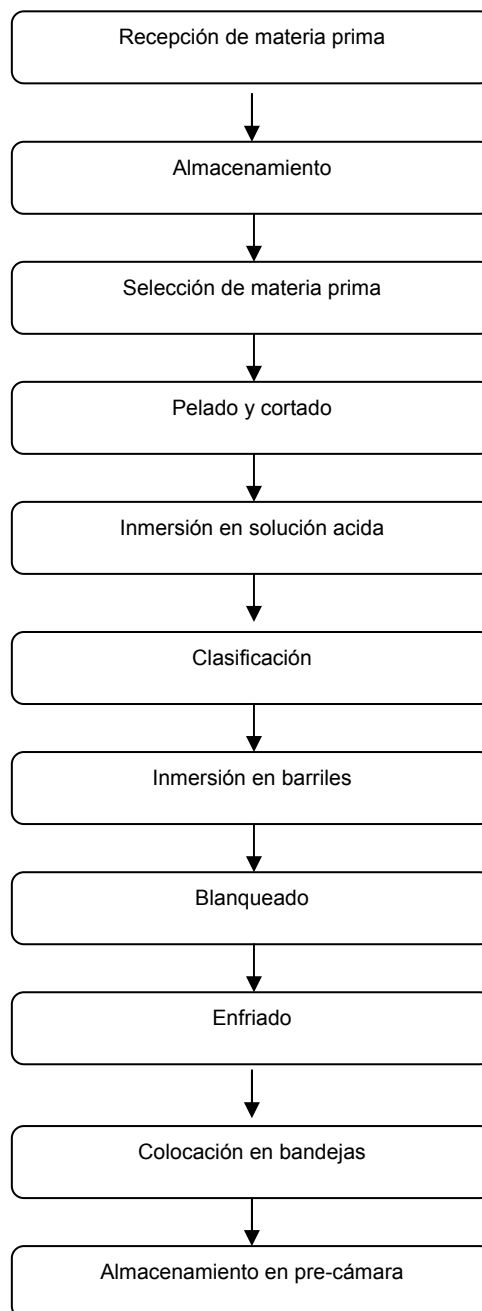 Recepción de materia prima
Almacenamiento
Selección de materia prima
Pelado y cortado
Inmersión en solución acida
Clasificación
Inmersión en barriles
Blanqueado
Enfriado
Colocación en bandejas
Almacenamiento en pre-cámara